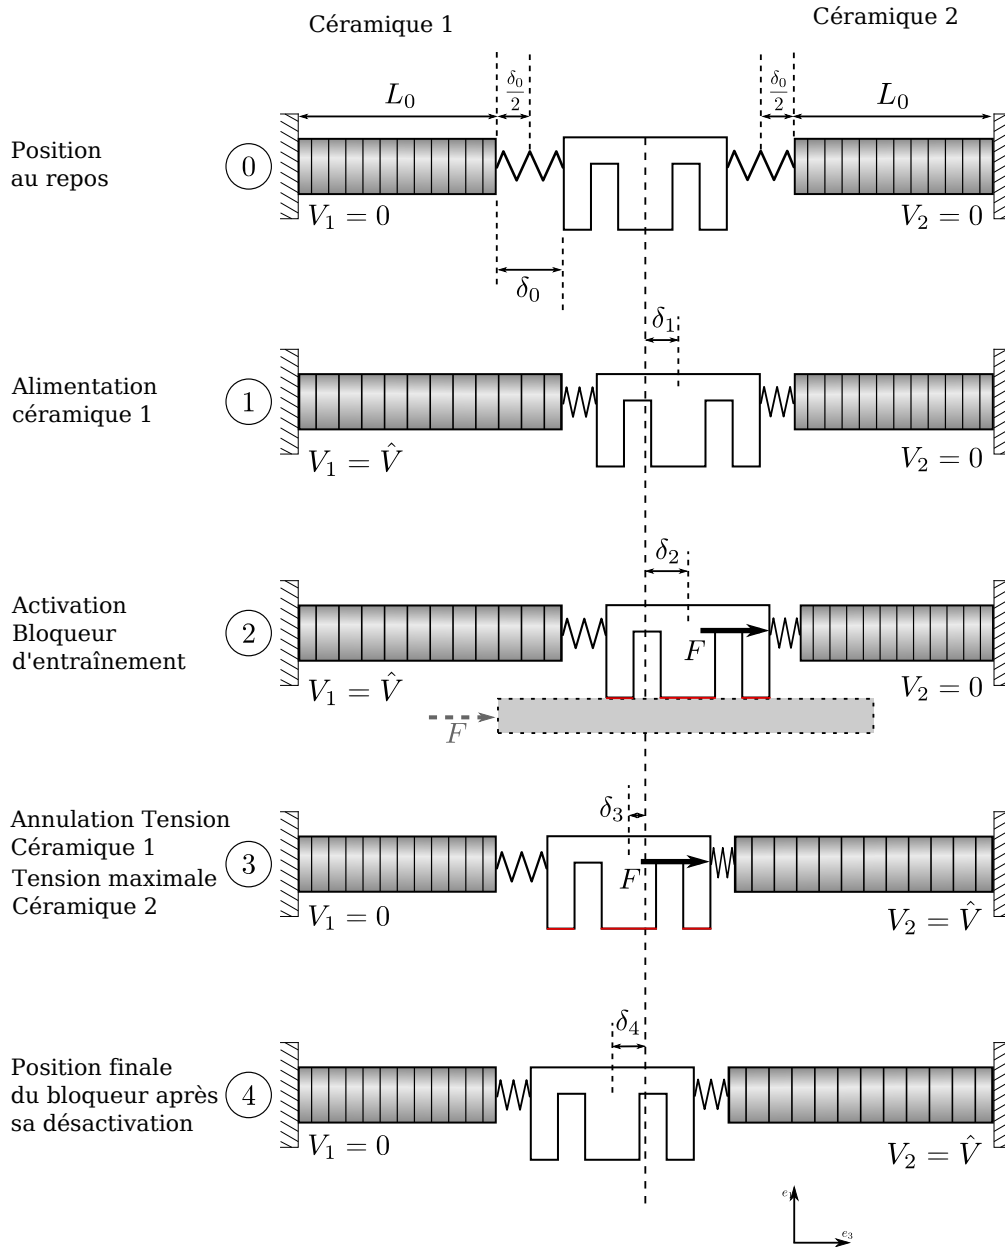 Céramique 1
Céramique 2
L₀
δ₀/2
δ₀/2
L₀
Position
au repos
0
V₁ = 0
V₂ = 0
δ₀
δ₁
Alimentation
céramique 1
1
V₁ = V̂
V₂ = 0
δ₂
Activation
Bloqueur
d'entraînement
2
F
V₁ = V̂
V₂ = 0
F
δ₃
Annulation Tension
Céramique 1
Tension maximale
Céramique 2
3
F
V₁ = 0
V₂ = V̂
δ₄
Position finale
du bloqueur après
sa désactivation
4
V₁ = 0
V₂ = V̂
e₃